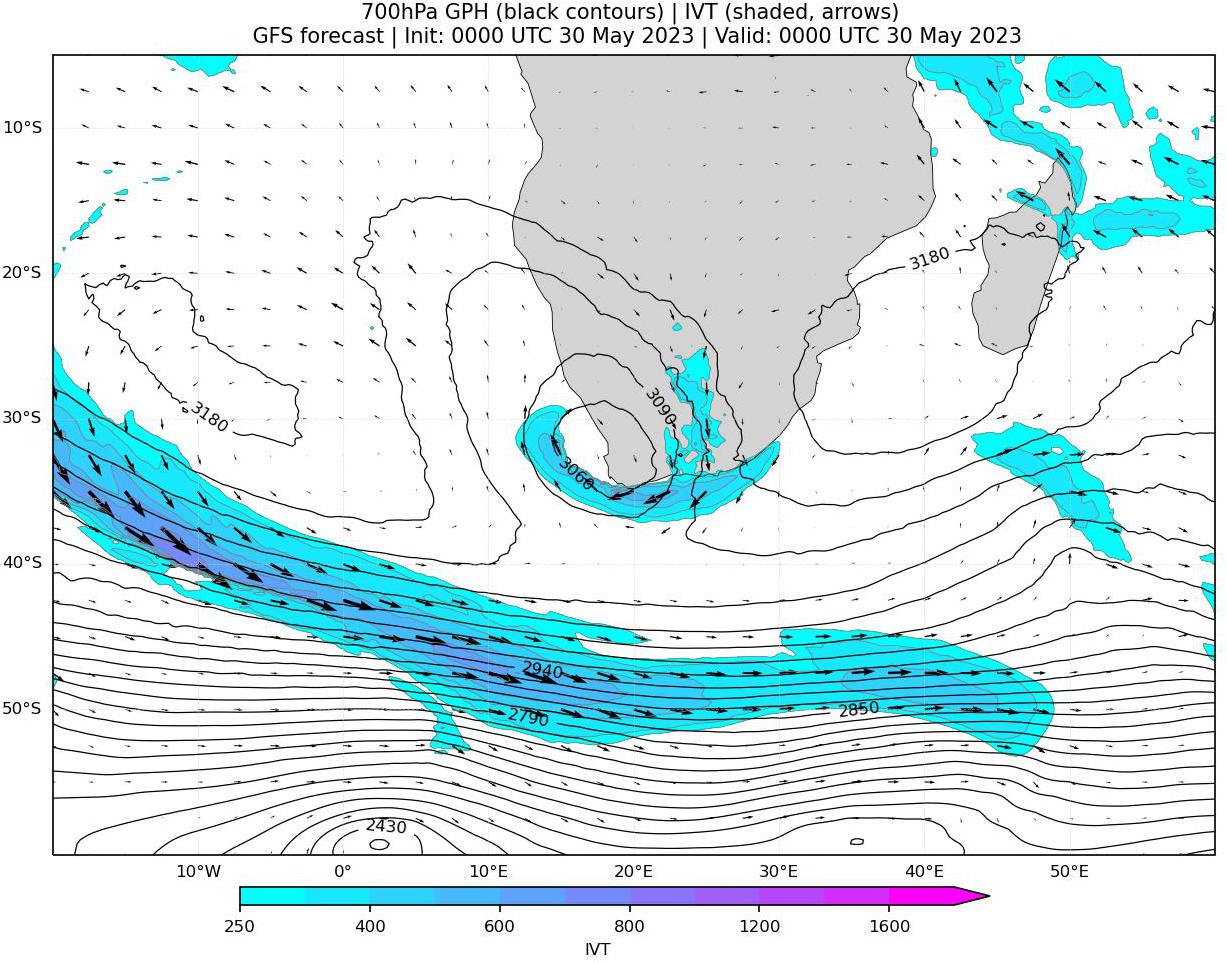 700hPa GPH (black contours) | IVT (shaded, arrows)
GFS forecast | Init: 0000 UTC 30 May 2023 | Valid: 0000 UTC 30 May 2023
10°S
20°S
30°S
40°S
50°S
3180
3180
3090
3060
2940
2790
2850
2430
10°W
0°
10°E
20°E
30°E
40°E
50°E
250
400
600
800
1200
1600
IVT